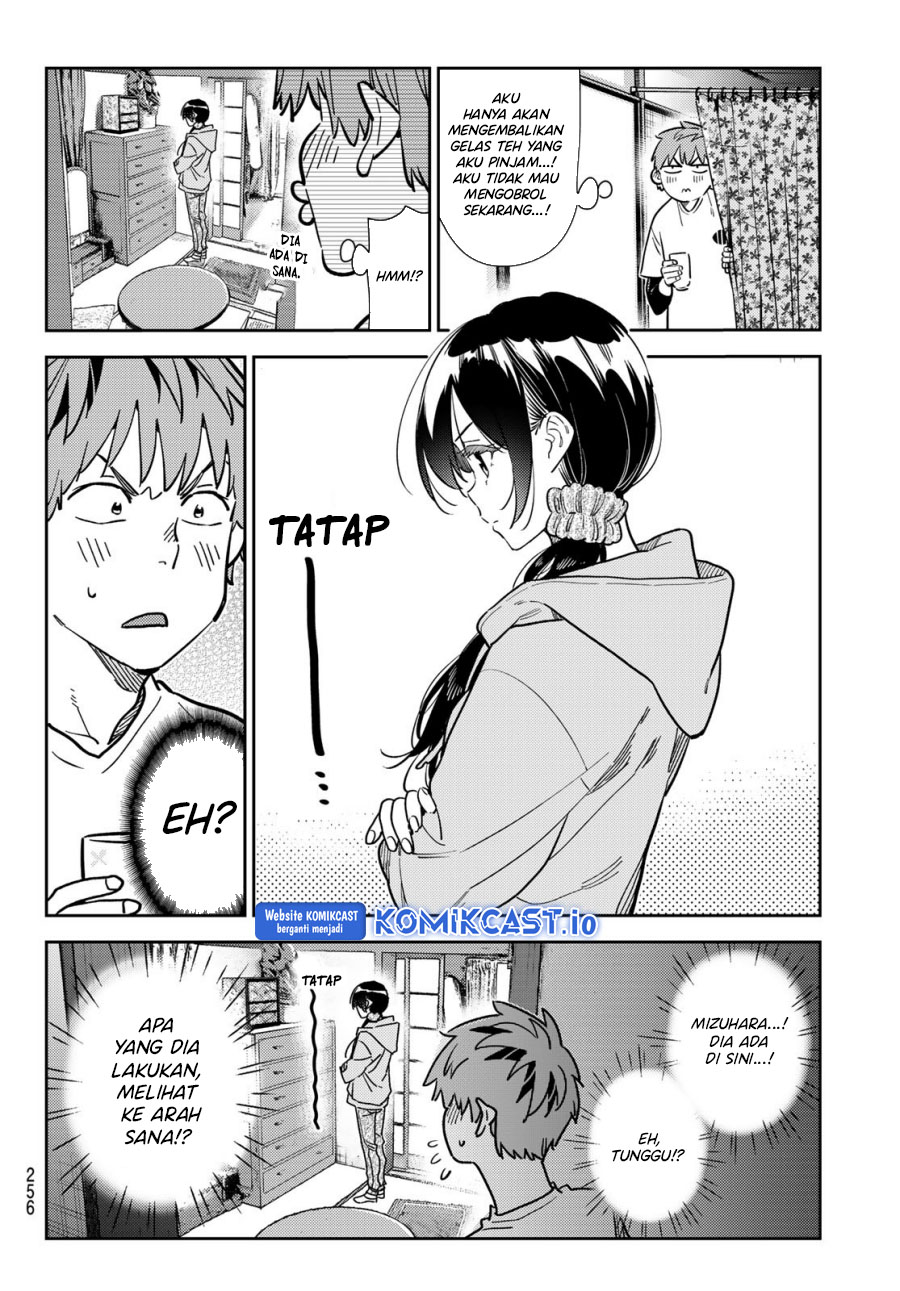 AKU
HANYA AKAN
MENGEMBALIKAN
GELAS TEH YANG
AKU PINJAM...!
AKU TIDAK MAU
MENGOBROL
SEKARANG...!
HMM!?
DIA
ADA DI
SANA.
TATAP
EH?
Website KOMIKCAST
berganti menjadi
KOMIKCAST.io
MIZUHARA...!
DIA ADA
DI SINI...!
EH,
TUNGGU!?
TATAP
APA
YANG DIA
LAKUKAN,
MELIHAT
KE ARAH
SANA!?
256